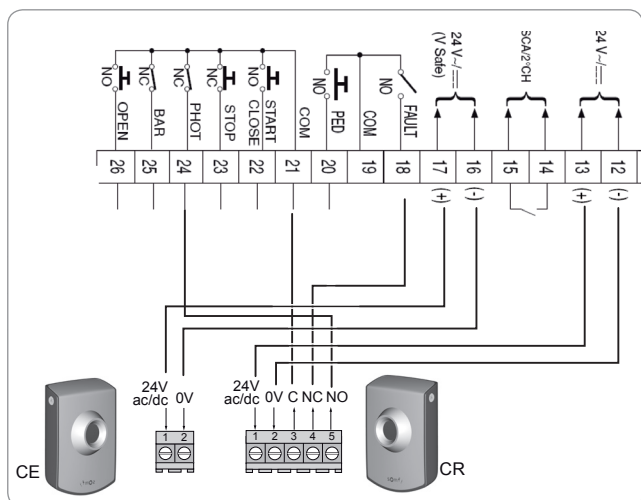 NO
OPEN
NC
BAR
NC
PHOT
NC
STOP
NO
START
CLOSE
COM
NO
PED
COM
NO
FAULT
24 V~/⎓
(V Safe)
SCA/2°CH
24 V~/⎓
26 25 24 23 22 21 20 19 18 17 16 15 14 13 12
(+) (-) (+) (-)
24V
ac/dc 0V
1 2
24V
ac/dc 0V C NC NO
1 2 3 4 5
CE
CR